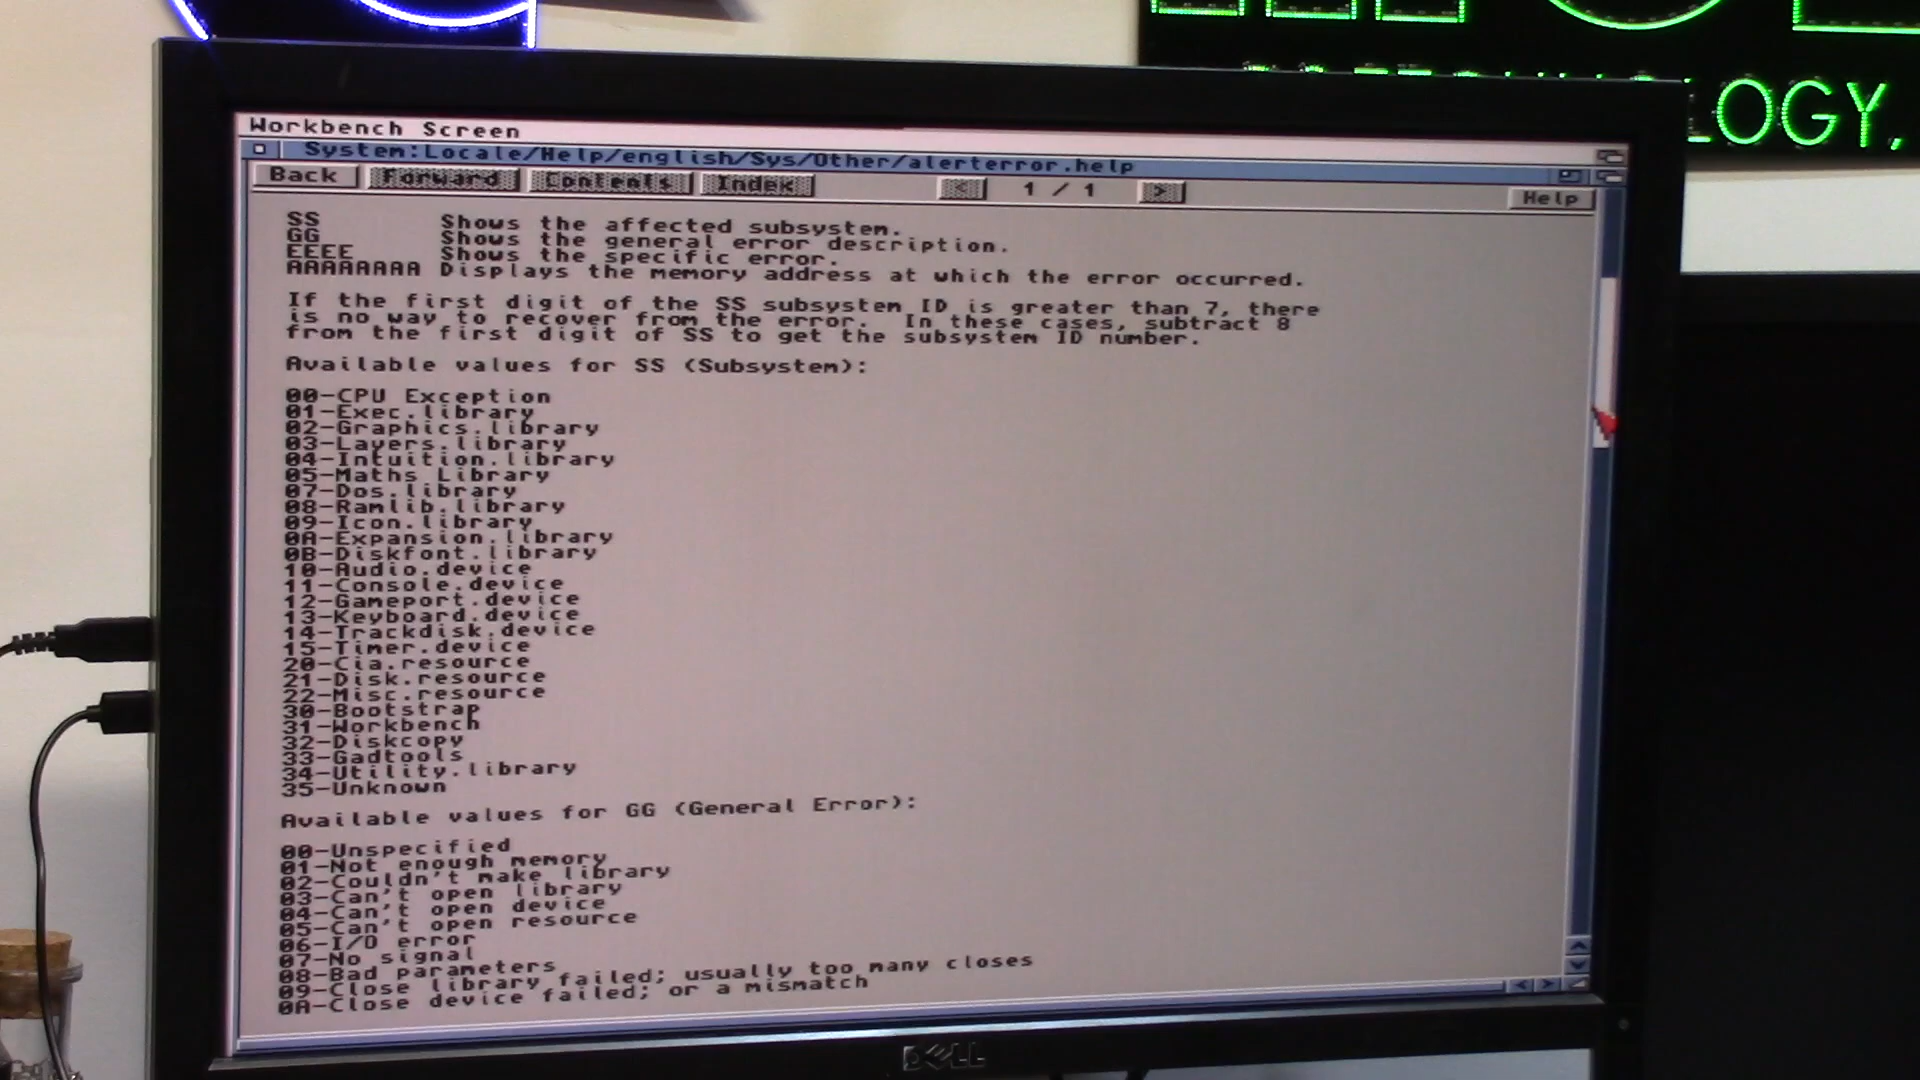 OGY,
Workbench Screen
System:Locale/Help/english/Sys/Other/alerterror.help
Back Forward Contents Index < 1 / 1 > Help
SS Shows the affected subsystem.
GG Shows the general error description.
EEEE Shows the specific error.
AAAAAAAA Displays the memory address at which the error occurred.
If the first digit of the SS subsystem ID is greater than 7, there
is no way to recover from the error. In these cases, subtract 8
from the first digit of SS to get the subsystem ID number.
Available values for SS (Subsystem):
00-CPU Exception
01-Exec.library
02-Graphics.library
03-Layers.library
04-Intuition.library
05-Maths Library
07-Dos.library
08-Ramlib.library
09-Icon.library
0A-Expansion.library
0B-Diskfont.library
10-Audio.device
11-Console.device
12-Gameport.device
13-Keyboard.device
14-Trackdisk.device
15-Timer.device
20-Cia.resource
21-Disk.resource
22-Misc.resource
30-Bootstrap
31-Workbench
32-Diskcopy
33-Gadtools
34-Utility.library
35-Unknown
Available values for GG (General Error):
00-Unspecified
01-Not enough memory
02-Couldn't make library
03-Can't open library
04-Can't open device
05-Can't open resource
06-I/O error
07-No signal
08-Bad parameters
09-Close library failed; usually too many closes
0A-Close device failed; or a mismatch
DELL